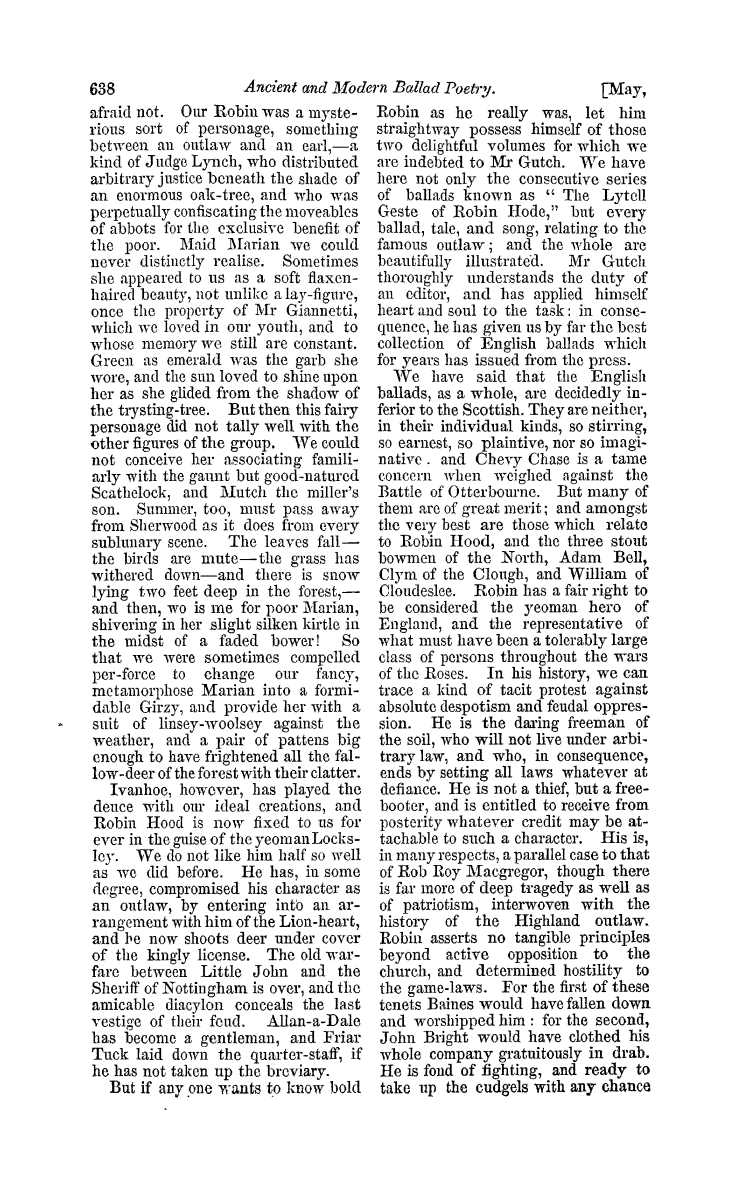 638 Ancient and Modern Ballad Poetry. [May,
afraid not. Our Robin was a myste-
rious sort of personage, something
between an outlaw and an earl,—a
kind of Judge Lynch, who distributed
arbitrary justice beneath the shade of
an enormous oak-tree, and who was
perpetually confiscating the moveables
of abbots for the exclusive benefit of
the poor. Maid Marian we could
never distinctly realise. Sometimes
she appeared to us as a soft flaxen-
haired beauty, not unlike a lay-figure,
once the property of Mr Giannetti,
which we loved in our youth, and to
whose memory we still are constant.
Green as emerald was the garb she
wore, and the sun loved to shine upon
her as she glided from the shadow of
the trysting-tree. But then this fairy
personage did not tally well with the
other figures of the group. We could
not conceive her associating famili-
arly with the gaunt but good-natured
Scathelock, and Mutch the miller's
son. Summer, too, must pass away
from Sherwood as it does from every
sublunary scene. The leaves fall—
the birds are mute—the grass has
withered down—and there is snow
lying two feet deep in the forest,—
and then, wo is me for poor Marian,
shivering in her slight silken kirtle in
the midst of a faded bower! So
that we were sometimes compelled
per-force to change our fancy,
metamorphose Marian into a formi-
dable Girzy, and provide her with a
suit of linsey-woolsey against the
weather, and a pair of pattens big
enough to have frightened all the fal-
low-deer of the forest with their clatter.
Ivanhoe, however, has played the
deuce with our ideal creations, and
Robin Hood is now fixed to us for
ever in the guise of the yeoman Locks-
ley. We do not like him half so well
as we did before. He has, in some
degree, compromised his character as
an outlaw, by entering into an ar-
rangement with him of the Lion-heart,
and he now shoots deer under cover
of the kingly license. The old war-
fare between Little John and the
Sheriff of Nottingham is over, and the
amicable diacylon conceals the last
vestige of their feud. Allan-a-Dale
has become a gentleman, and Friar
Tuck laid down the quarter-staff, if
he has not taken up the breviary.
But if any one wants to know bold
Robin as he really was, let him
straightway possess himself of those
two delightful volumes for which we
are indebted to Mr Gutch. We have
here not only the consecutive series
of ballads known as “ The Lytell
Geste of Robin Hode,” but every
ballad, tale, and song, relating to the
famous outlaw ; and the whole are
beautifully illustrated. Mr Gutch
thoroughly understands the duty of
an editor, and has applied himself
heart and soul to the task : in conse-
quence, he has given us by far the best
collection of English ballads which
for years has issued from the press.
We have said that the English
ballads, as a whole, are decidedly in-
ferior to the Scottish. They are neither,
in their individual kinds, so stirring,
so earnest, so plaintive, nor so imagi-
native . and Chevy Chase is a tame
concern when weighed against the
Battle of Otterbourne. But many of
them are of great merit ; and amongst
the very best are those which relate
to Robin Hood, and the three stout
bowmen of the North, Adam Bell,
Clym of the Clough, and William of
Cloudeslee. Robin has a fair right to
be considered the yeoman hero of
England, and the representative of
what must have been a tolerably large
class of persons throughout the wars
of the Roses. In his history, we can
trace a kind of tacit protest against
absolute despotism and feudal oppres-
sion. He is the daring freeman of
the soil, who will not live under arbi-
trary law, and who, in consequence,
ends by setting all laws whatever at
defiance. He is not a thief, but a free-
booter, and is entitled to receive from
posterity whatever credit may be at-
tachable to such a character. His is,
in many respects, a parallel case to that
of Rob Roy Macgregor, though there
is far more of deep tragedy as well as
of patriotism, interwoven with the
history of the Highland outlaw.
Robin asserts no tangible principles
beyond active opposition to the
church, and determined hostility to
the game-laws. For the first of these
tenets Baines would have fallen down
and worshipped him : for the second,
John Bright would have clothed his
whole company gratuitously in drab.
He is fond of fighting, and ready to
take up the cudgels with any chance